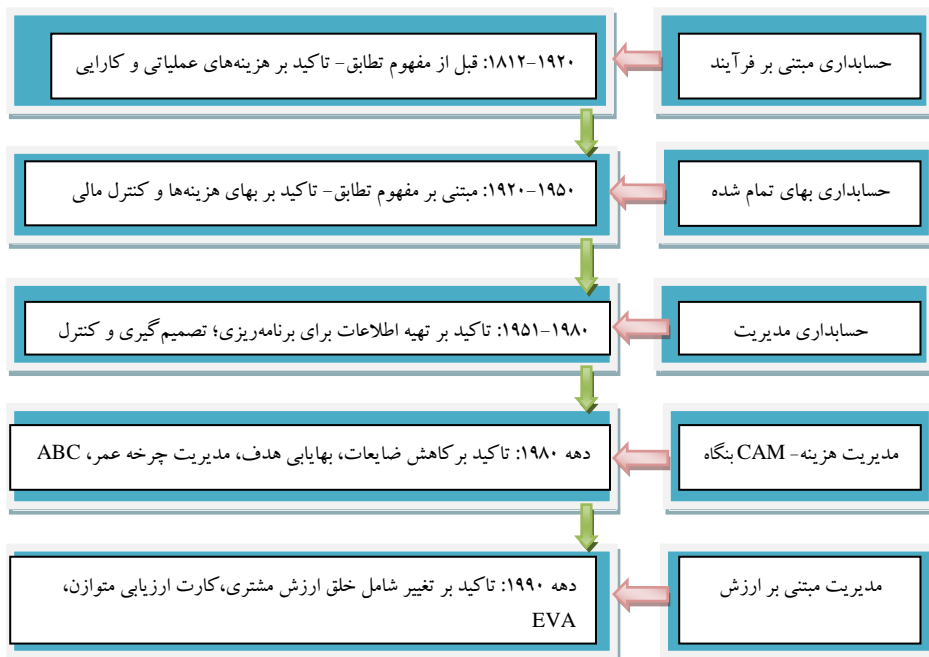 حسابداری مبتنی بر فرآیند
۱۸۱۲-۱۹۲۰: قبل از مفهوم تطابق- تاکید بر هزینه‌های عملیاتی و کارایی
حسابداری بهای تمام شده
۱۹۲۰-۱۹۵۰: مبتنی بر مفهوم تطابق- تاکید بر بهای هزینه‌ها و کنترل مالی
حسابداری مدیریت
۱۹۵۱-۱۹۸۰: تاکید بر تهیه اطلاعات برای برنامه‌ریزی؛ تصمیم‌گیری و کنترل
مدیریت هزینه- CAM بنگاه
دهه ۱۹۸۰: تاکید برکاهش ضایعات، بهایابی هدف، مدیریت چرخه عمر، ABC
مدیریت مبتنی بر ارزش
دهه ۱۹۹۰: تاکید بر تغییر شامل خلق ارزش مشتری،کارت ارزیابی متوازن،
EVA